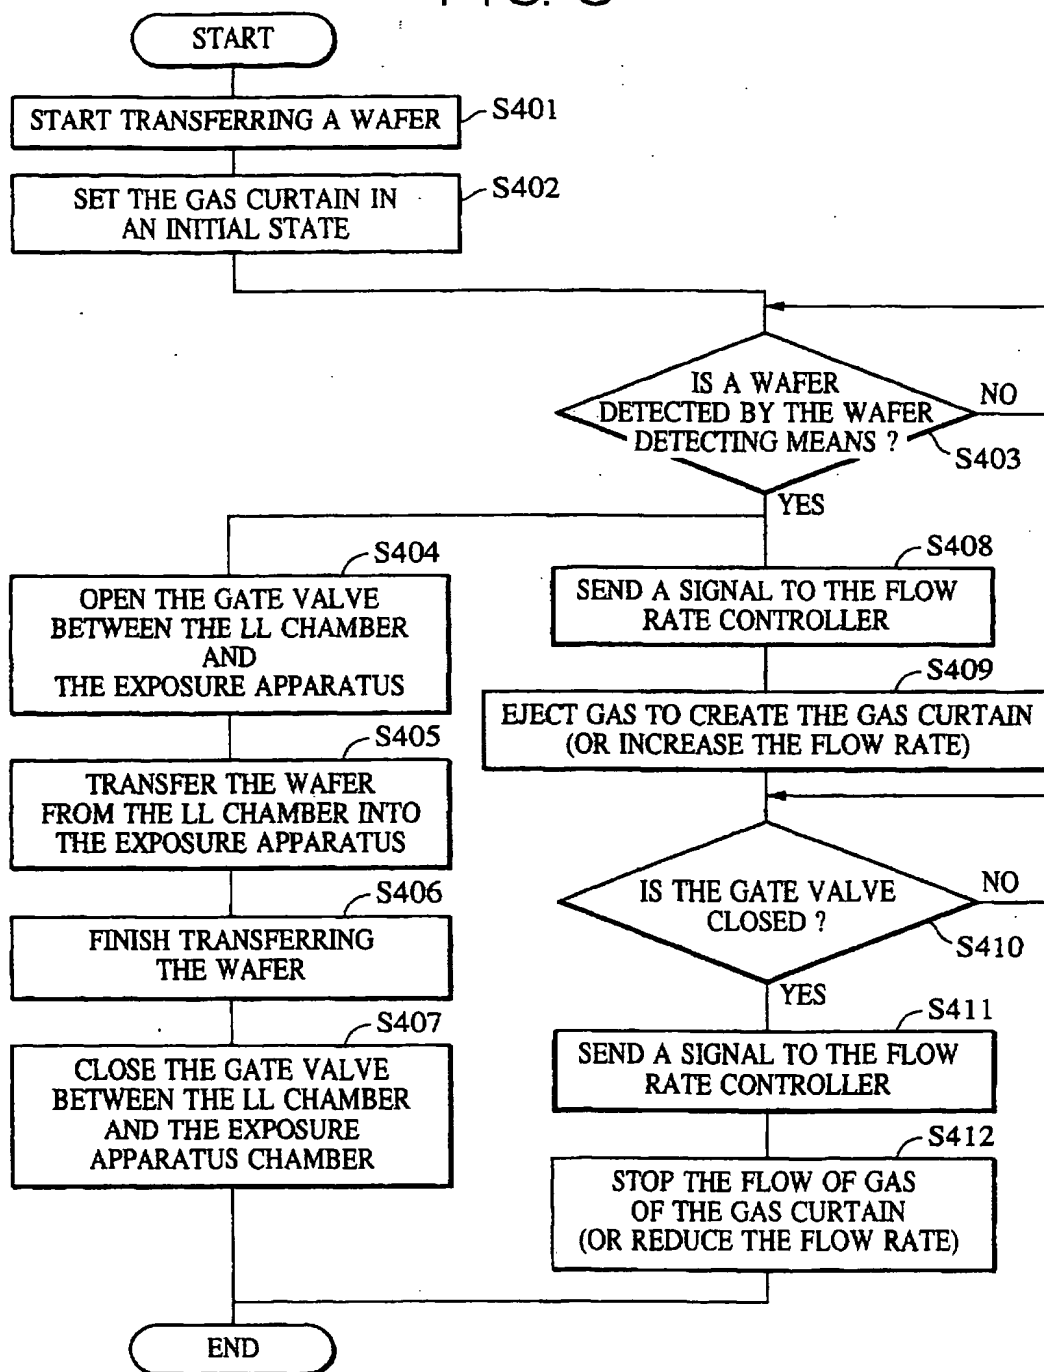 START
START TRANSFERRING A WAFER
S401
SET THE GAS CURTAIN IN
AN INITIAL STATE
S402
IS A WAFER
DETECTED BY THE WAFER
DETECTING MEANS ?
NO
S403
YES
S404
OPEN THE GATE VALVE
BETWEEN THE LL CHAMBER
AND
THE EXPOSURE APPARATUS
S405
TRANSFER THE WAFER
FROM THE LL CHAMBER INTO
THE EXPOSURE APPARATUS
S406
FINISH TRANSFERRING
THE WAFER
S407
CLOSE THE GATE VALVE
BETWEEN THE LL CHAMBER
AND THE EXPOSURE
APPARATUS CHAMBER
S408
SEND A SIGNAL TO THE FLOW
RATE CONTROLLER
S409
EJECT GAS TO CREATE THE GAS CURTAIN
(OR INCREASE THE FLOW RATE)
IS THE GATE VALVE
CLOSED ?
NO
S410
YES
S411
SEND A SIGNAL TO THE FLOW
RATE CONTROLLER
S412
STOP THE FLOW OF GAS
OF THE GAS CURTAIN
(OR REDUCE THE FLOW RATE)
END